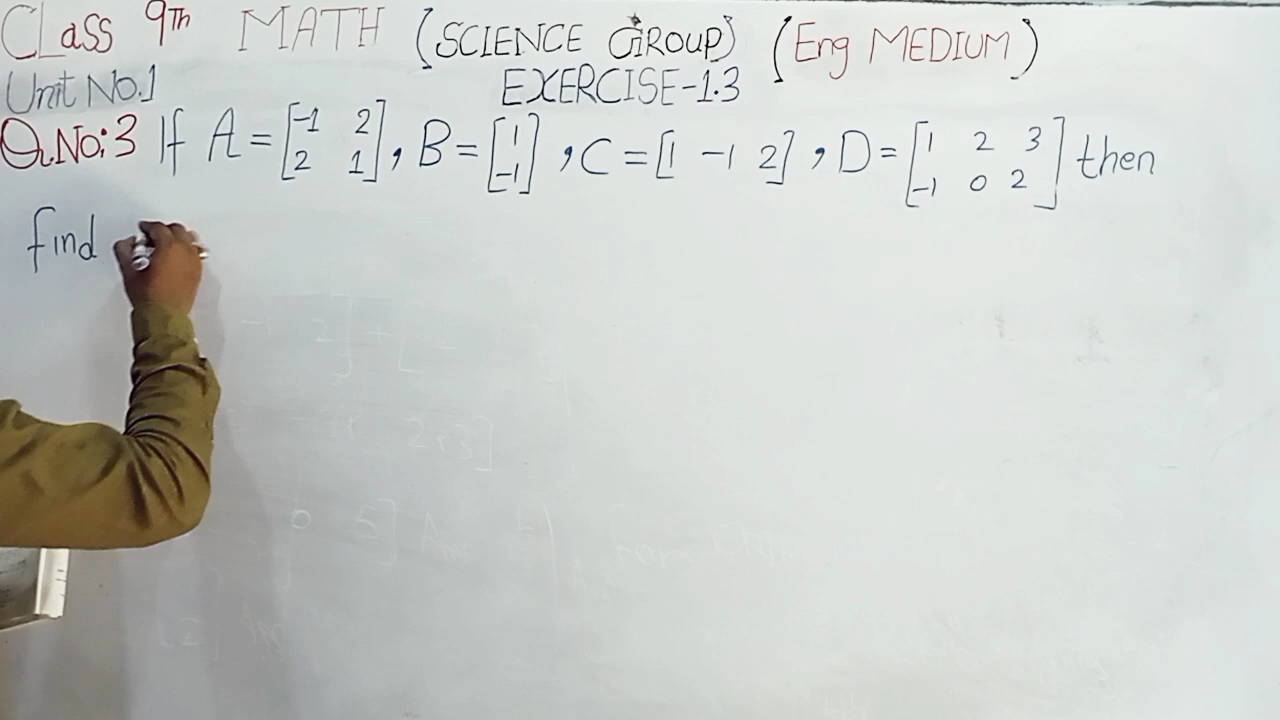 CLass 9Th MATH (SCIENCE GROUP) (Eng MEDIUM)
Unit No.1 EXERCISE-1.3
Q.No:3 If A = [-1 2; 2 1], B = [1; -1], C = [1 -1 2], D = [1 2 3; -1 0 2] then
find